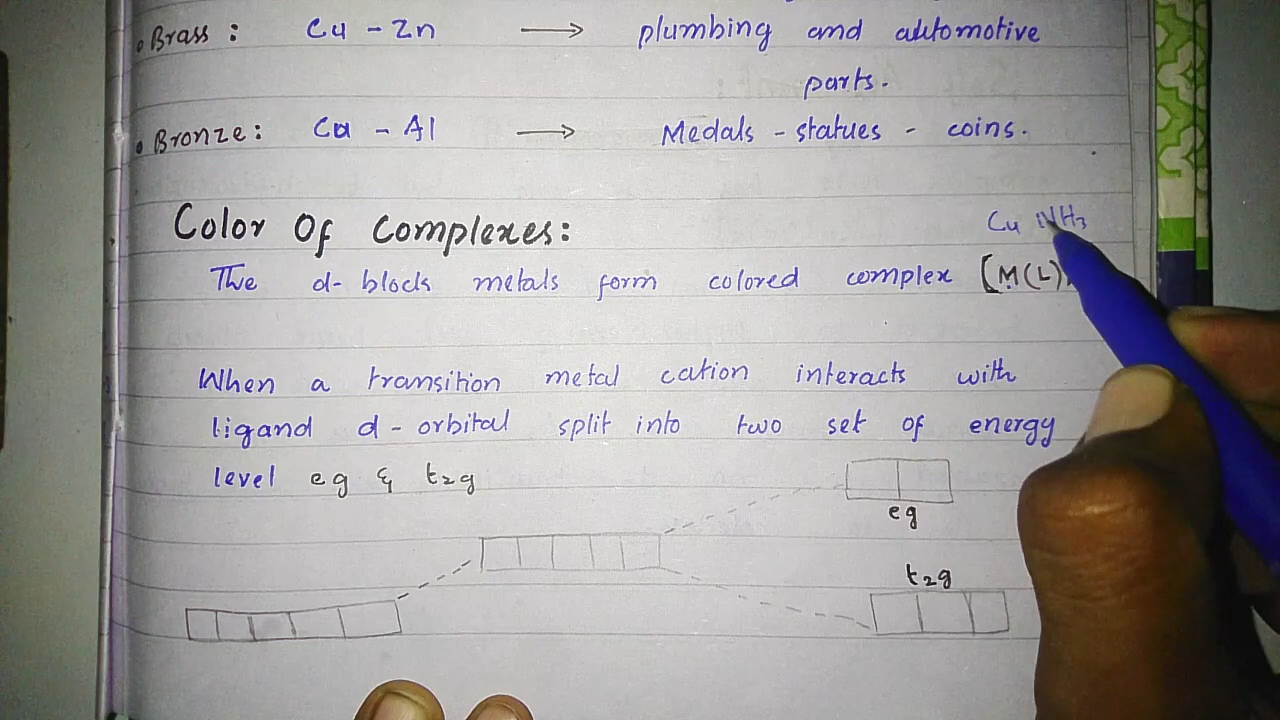 • Brass : Cu - Zn → plumbing and automotive
parts.
• Bronze : Cu - Al → Medals - statues - coins.
Cu NH3
Color Of Complexes:
The d- block metals form colored complex [M(L)
When a transition metal cation interacts with
ligand d - orbital split into two set of energy
level eg & t2g
eg
t2g